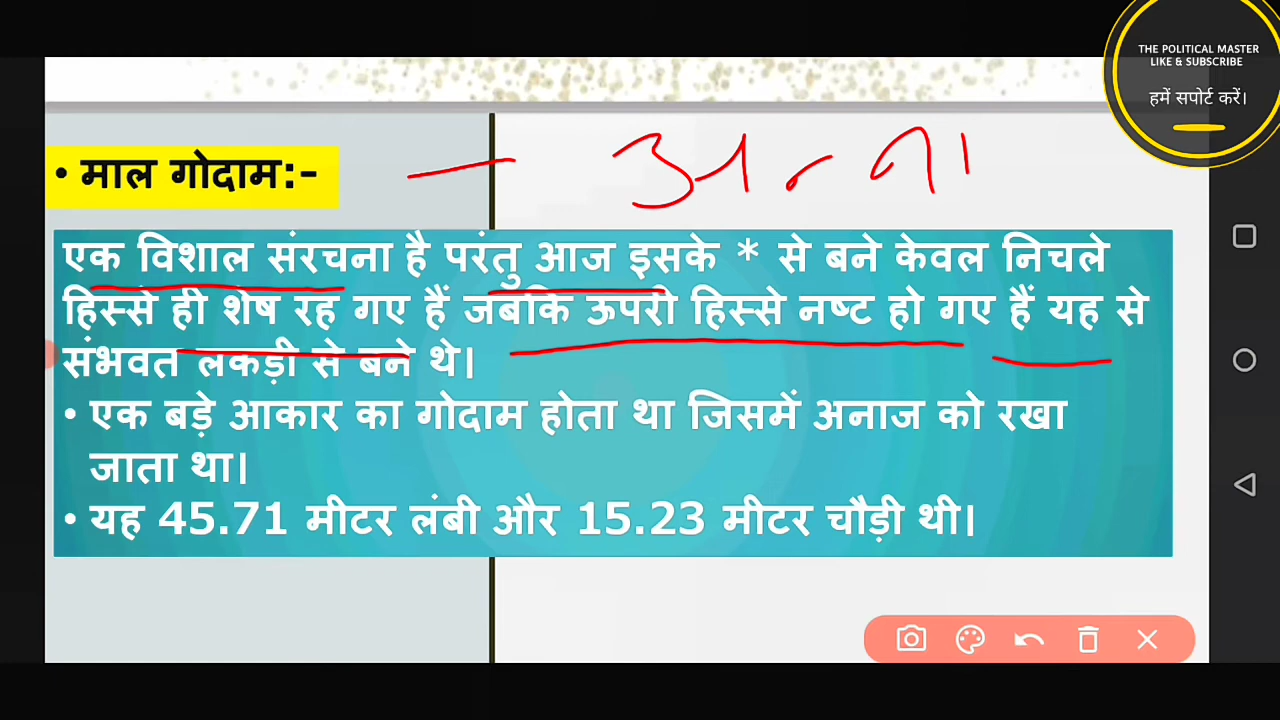 THE POLITICAL MASTER
LIKE & SUBSCRIBE
हमें सपोर्ट करें।
• माल गोदाम:-
एक विशाल संरचना है परंतु आज इसके * से बने केवल निचले
हिस्से ही शेष रह गए हैं जबकि ऊपरी हिस्से नष्ट हो गए हैं यह से
संभवत लकड़ी से बने थे।
• एक बड़े आकार का गोदाम होता था जिसमें अनाज को रखा
जाता था।
• यह 45.71 मीटर लंबी और 15.23 मीटर चौड़ी थी।